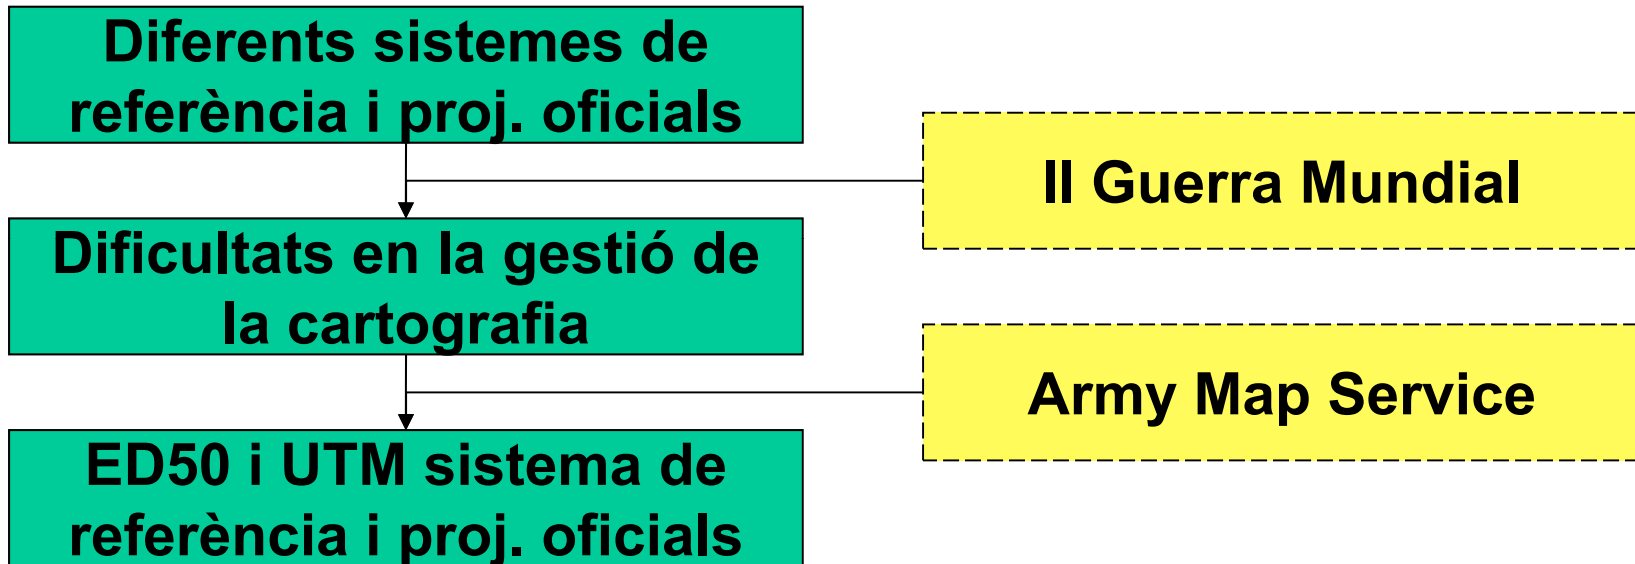 Diferents sistemes de
referència i proj. oficials
II Guerra Mundial
Dificultats en la gestió de
la cartografia
Army Map Service
ED50 i UTM sistema de
referència i proj. oficials